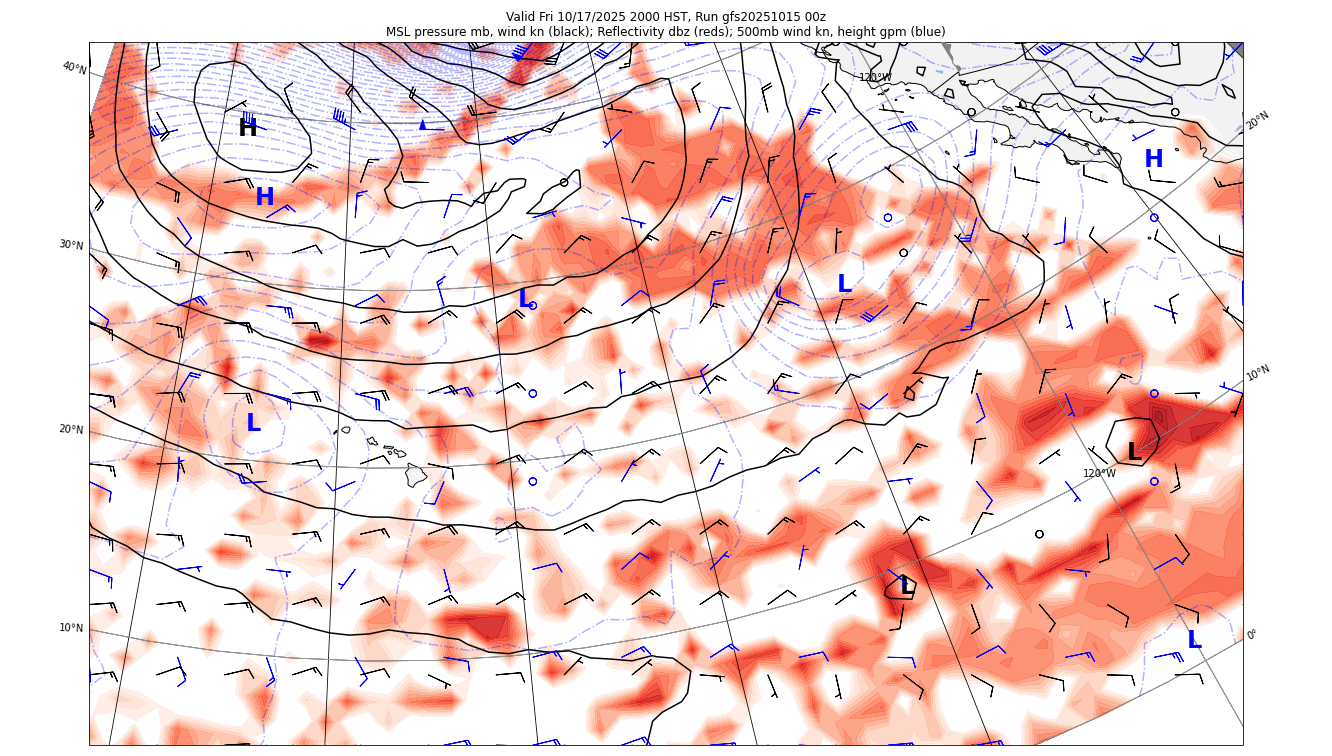 Valid Fri 10/17/2025 2000 HST, Run gfs20251015 00z
MSL pressure mb, wind kn (black); Reflectivity dbz (reds); 500mb wind kn, height gpm (blue)
40°N
120°W
20°N
H
H
H
30°N
L
L
10°N
L
20°N
L
120°W
L
10°N
0°
L